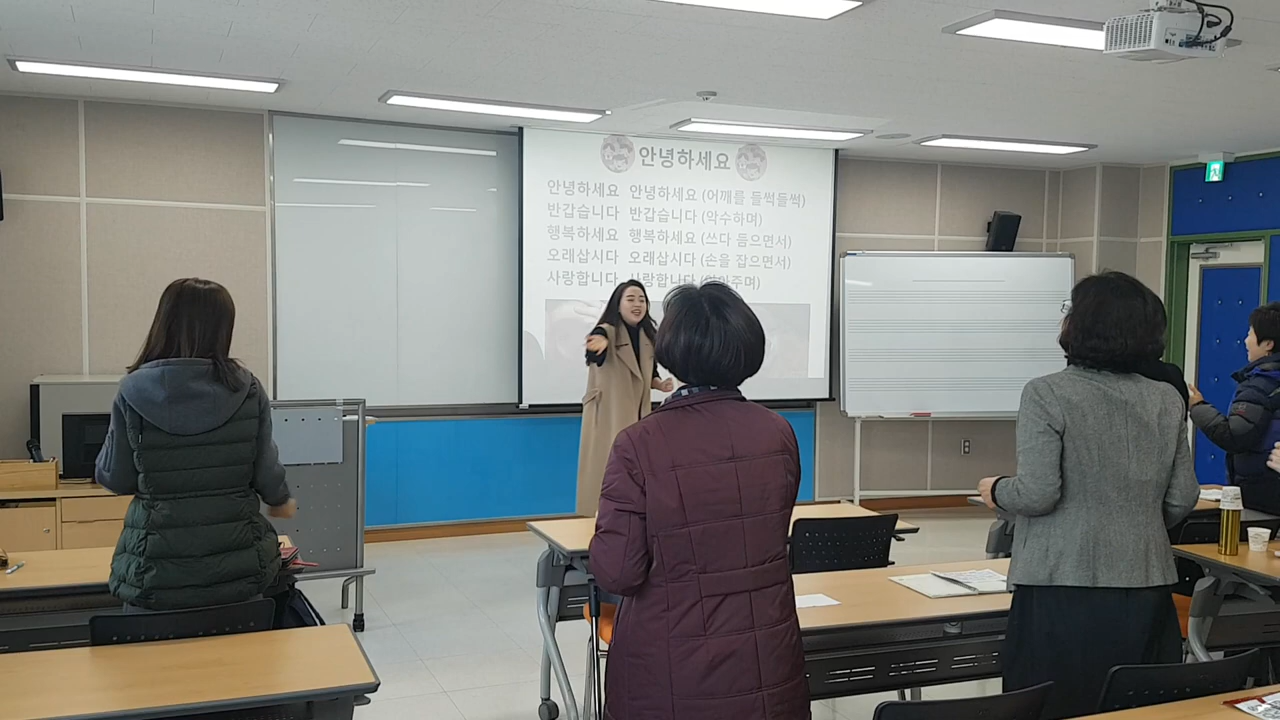 안녕하세요
안녕하세요 안녕하세요 (어깨를 들썩들썩)
반갑습니다 반갑습니다 (악수하며)
행복하세요 행복하세요 (쓰다 듬으면서)
오래삽시다 오래삽시다 (손을 잡으면서)
사랑합니다 사랑합니다